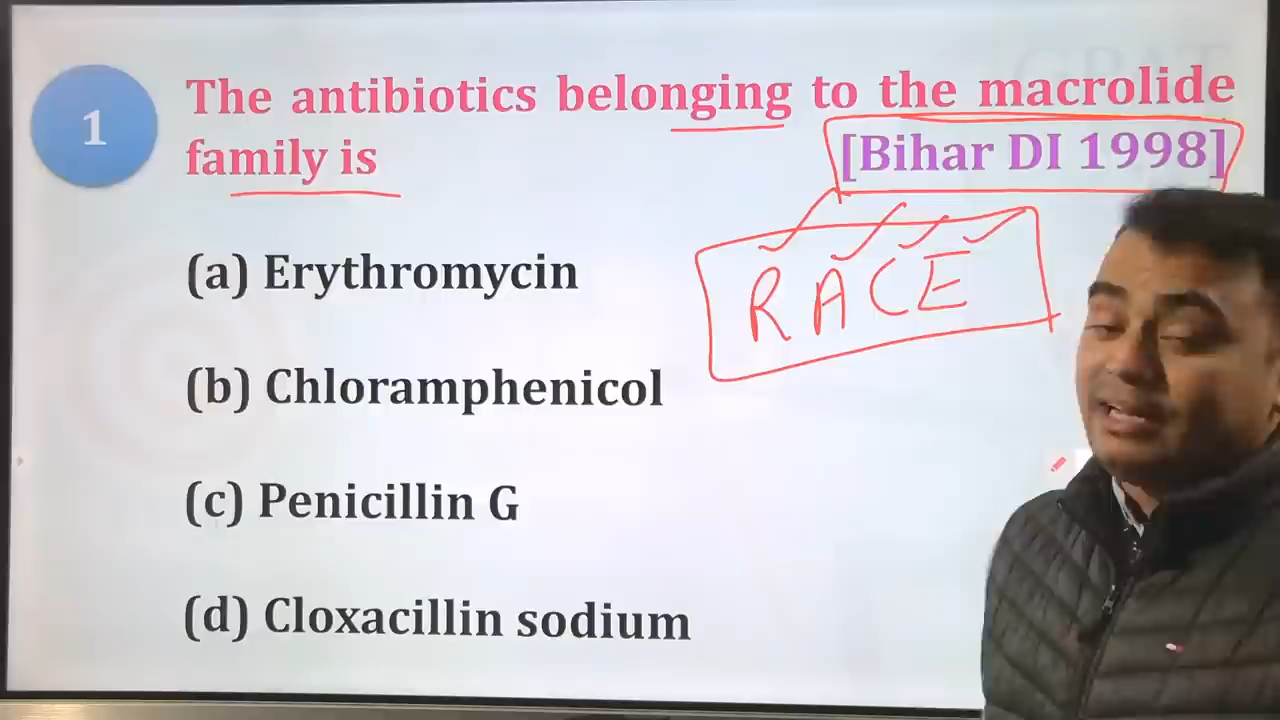 1
The antibiotics belonging to the macrolide
family is
[Bihar DI 1998]
RACE
(a) Erythromycin
(b) Chloramphenicol
(c) Penicillin G
(d) Cloxacillin sodium